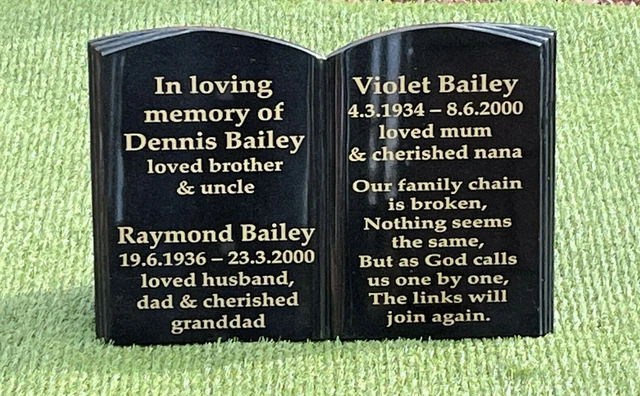 In loving
memory of
Dennis Bailey
loved brother
& uncle
Raymond Bailey
19.6.1936 – 23.3.2000
loved husband,
dad & cherished
granddad
Violet Bailey
4.3.1934 – 8.6.2000
loved mum
& cherished nana
Our family chain
is broken,
Nothing seems
the same,
But as God calls
us one by one,
The links will
join again.